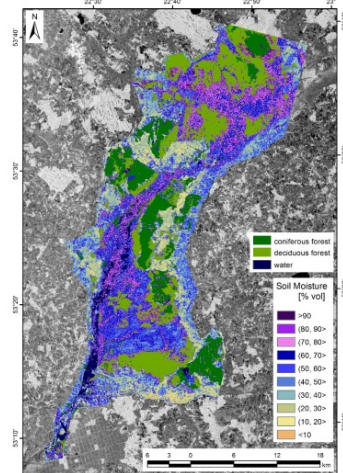 22°30'
22°40'
22°50'
23°
N
53°40'
53°30'
53°20'
53°10'
coniferous forest
deciduous forest
water
Soil Moisture
[% vol]
>90
(80, 90>
(70, 80>
(60, 70>
(50, 60>
(40, 50>
(30, 40>
(20, 30>
(10, 20>
<10
6 3 0 6 12 18
km